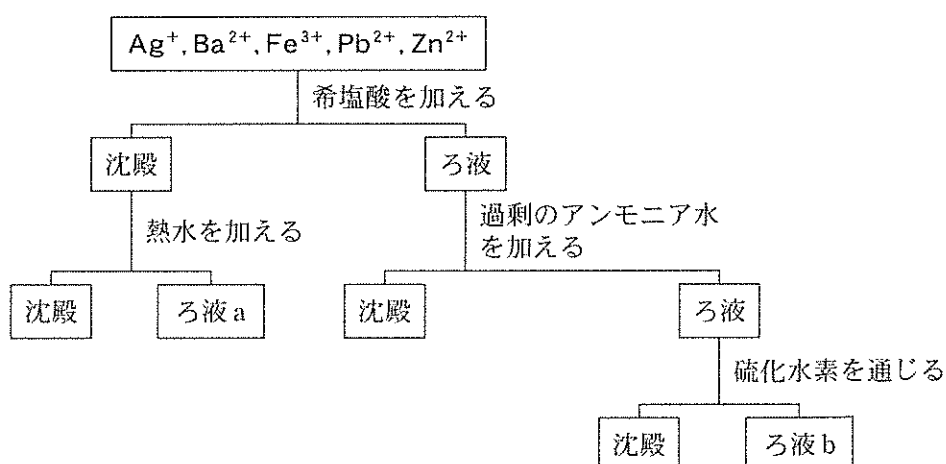 Ag⁺, Ba²⁺, Fe³⁺, Pb²⁺, Zn²⁺
希塩酸を加える
沈殿
ろ液
熱水を加える
過剰のアンモニア水
を加える
沈殿
ろ液a
沈殿
ろ液
硫化水素を通じる
沈殿
ろ液b